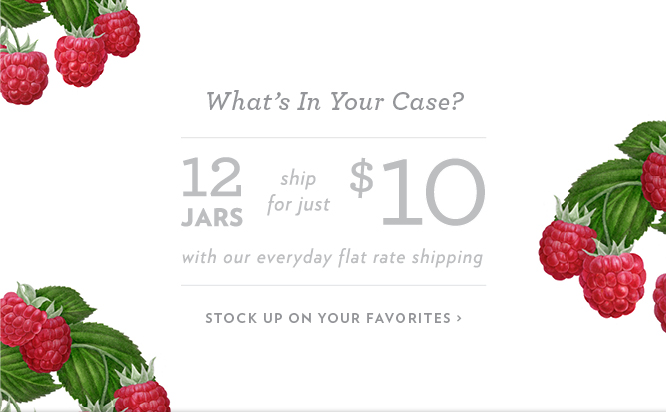 What's In Your Case?
12 JARS ship for just $10
with our everyday flat rate shipping
STOCK UP ON YOUR FAVORITES ›